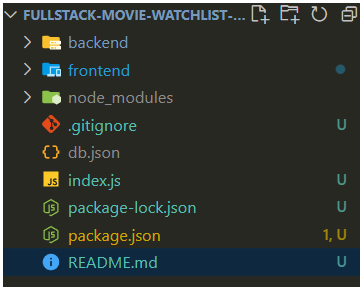 FULLSTACK-MOVIE-WATCHLIST-...
backend
frontend
node_modules
.gitignore U
db.json
JS index.js U
package-lock.json U
package.json 1, U
README.md U